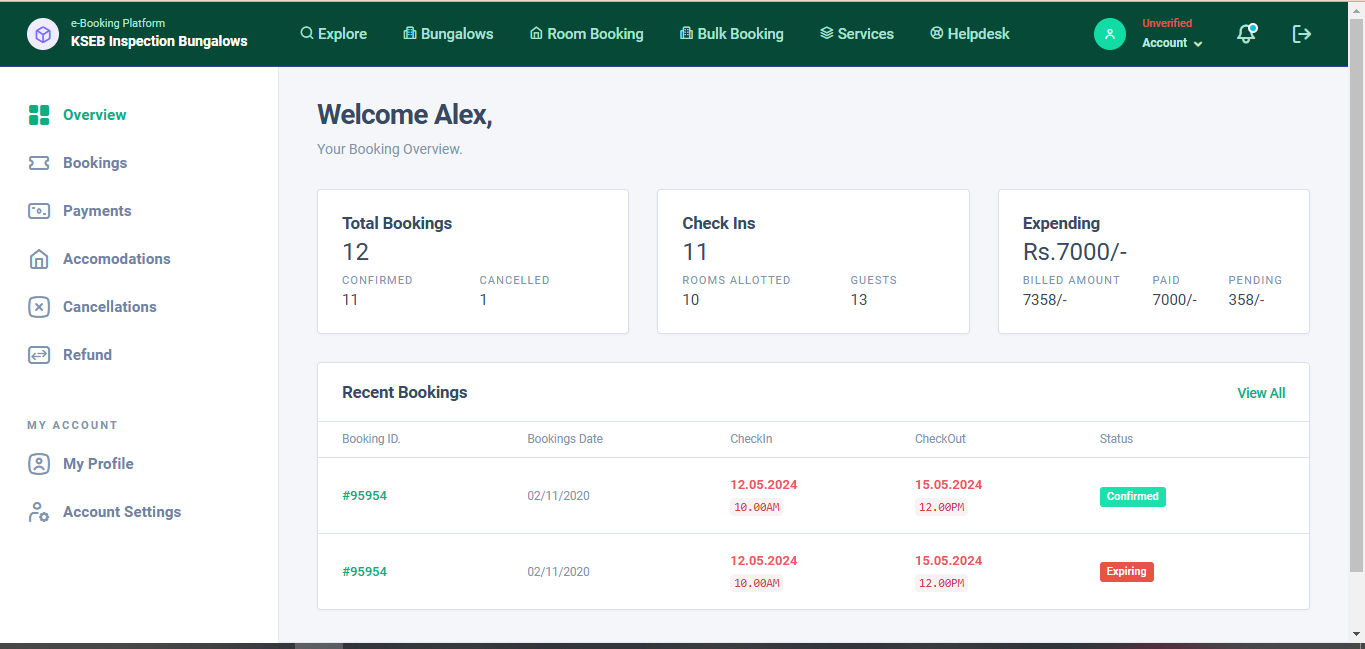 e-Booking Platform
KSEB Inspection Bungalows
Explore
Bungalows
Room Booking
Bulk Booking
Services
Helpdesk
Unverified
Account
Overview
Bookings
Payments
Accomodations
Cancellations
Refund
MY ACCOUNT
My Profile
Account Settings
Welcome Alex,
Your Booking Overview.
Total Bookings
12
CONFIRMED CANCELLED
11 1
Check Ins
11
ROOMS ALLOTTED GUESTS
10 13
Expending
Rs.7000/-
BILLED AMOUNT PAID PENDING
7358/- 7000/- 358/-
Recent Bookings View All
Booking ID. Bookings Date CheckIn CheckOut Status
#95954 02/11/2020 12.05.2024 10.00AM 15.05.2024 12.00PM Confirmed
#95954 02/11/2020 12.05.2024 10.00AM 15.05.2024 12.00PM Expiring